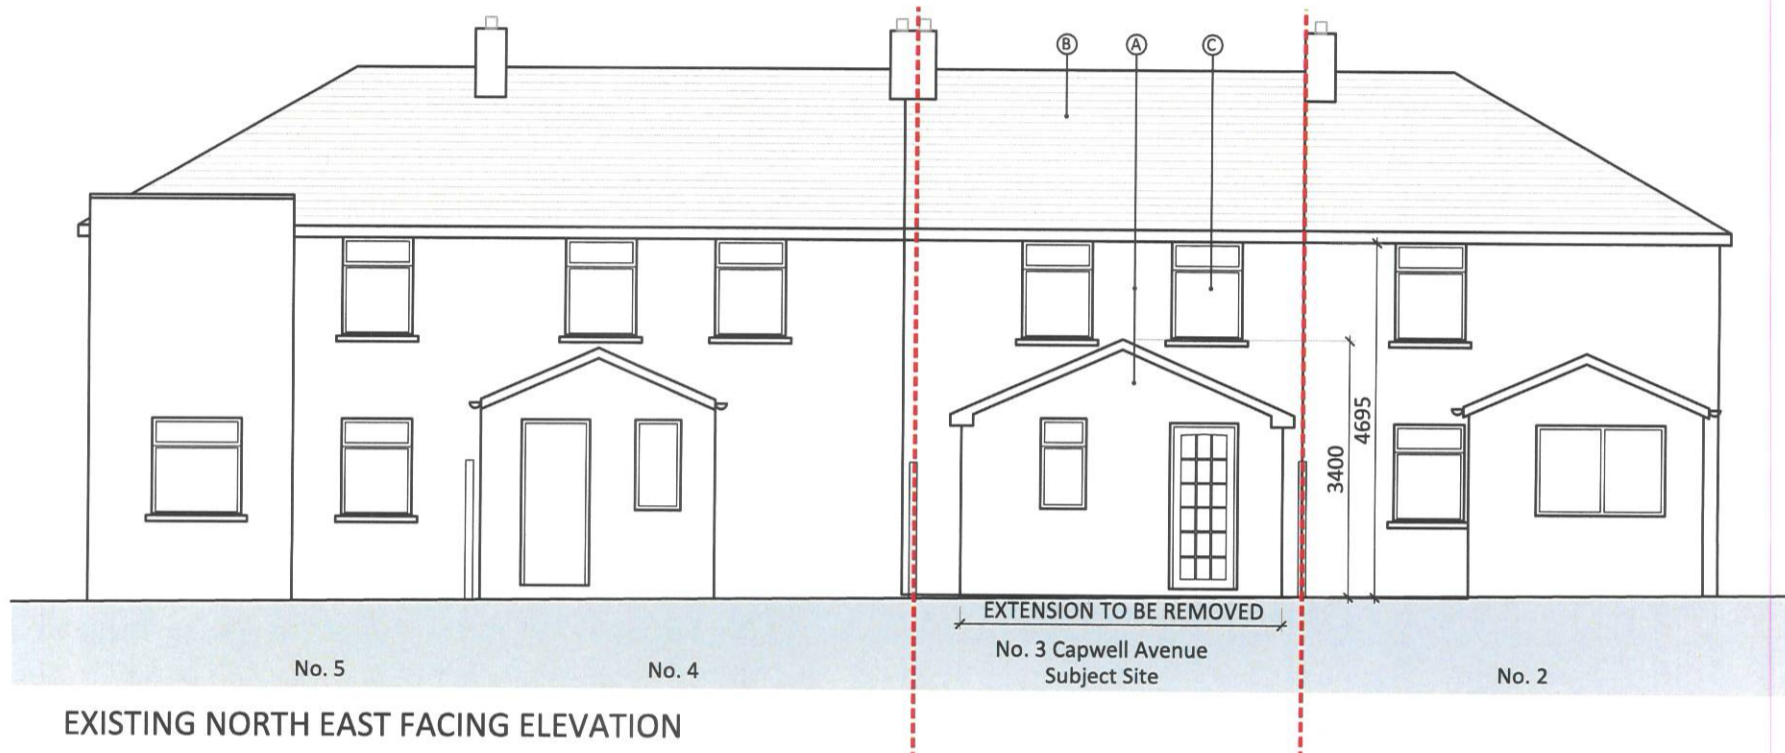 B
A
C
4695
3400
EXTENSION TO BE REMOVED
No. 3 Capwell Avenue
Subject Site
No. 5
No. 4
No. 2
EXISTING NORTH EAST FACING ELEVATION